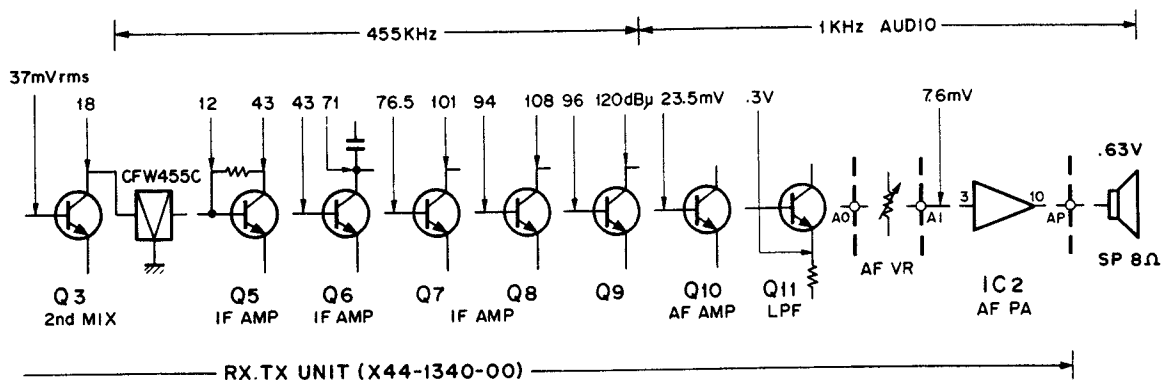 455KHz 1KHz AUDIO
37mVrms
18 12 43 43 71 76.5 101 94 108 96 120dBμ 23.5mV .3V 7.6mV
CFW455C
.63V
3 10
AO AI AP
AF VR
SP 8Ω
Q3 Q5 Q6 Q7 Q8 Q9 Q10 Q11 IC2
2nd MIX IF AMP IF AMP IF AMP AF AMP LPF AF PA
RX.TX UNIT (X44-1340-00)